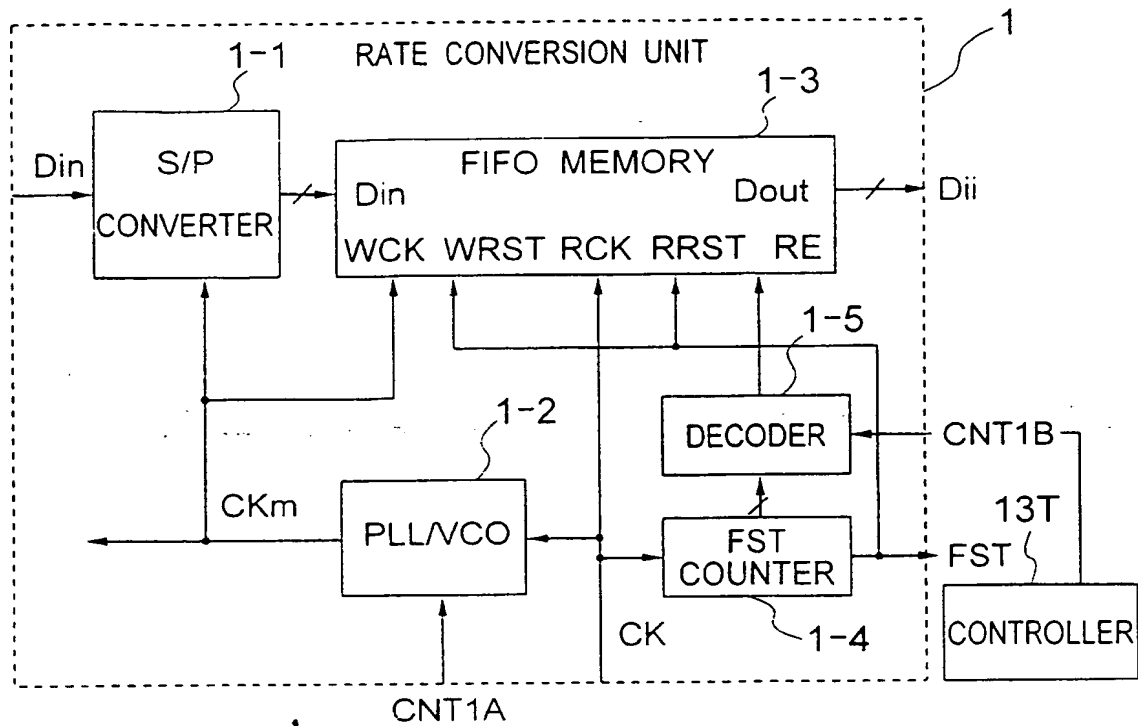 RATE CONVERSION UNIT
1
1-1
1-3
Din
S/P
CONVERTER
FIFO MEMORY
Din
Dout
WCK WRST RCK RRST RE
Dii
1-5
1-2
DECODER
CNT1B
CKm
PLL/VCO
FST
COUNTER
13T
FST
1-4
CK
CONTROLLER
CNT1A